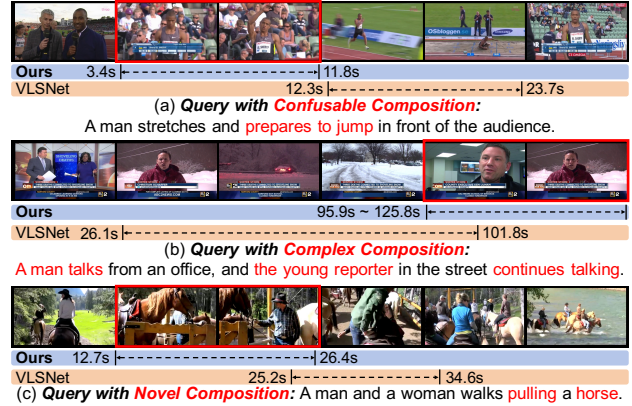 OSbloggen
Ours 3.4s 11.8s
VLSNet 12.3s 23.7s
(a) Query with Confusable Composition:
A man stretches and prepares to jump in front of the audience.
Ours 95.9s ~ 125.8s
VLSNet 26.1s 101.8s
(b) Query with Complex Composition:
A man talks from an office, and the young reporter in the street continues talking.
Ours 12.7s 26.4s
VLSNet 25.2s 34.6s
(c) Query with Novel Composition: A man and a woman walks pulling a horse.